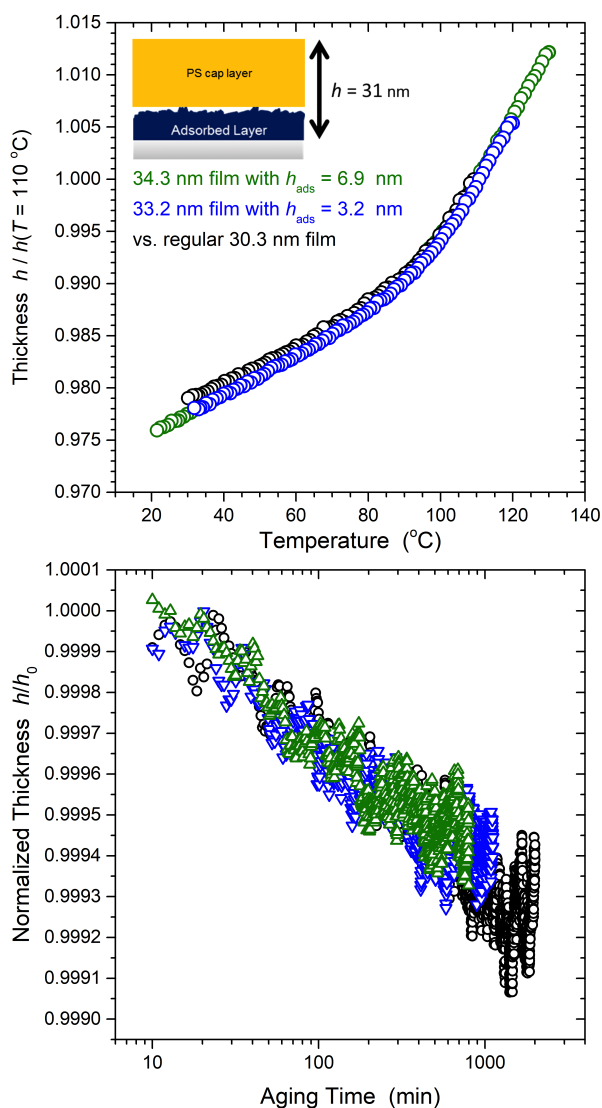 1.015
1.010
1.005
1.000
0.995
0.990
0.985
0.980
0.975
0.970
Thickness h / h(T = 110 °C)
PS cap layer
Adsorbed Layer
h = 31 nm
34.3 nm film with hads = 6.9 nm
33.2 nm film with hads = 3.2 nm
vs. regular 30.3 nm film
20 40 60 80 100 120 140
Temperature (°C)
1.0001
1.0000
0.9999
0.9998
0.9997
0.9996
0.9995
0.9994
0.9993
0.9992
0.9991
0.9990
Normalized Thickness h/h0
10 100 1000
Aging Time (min)